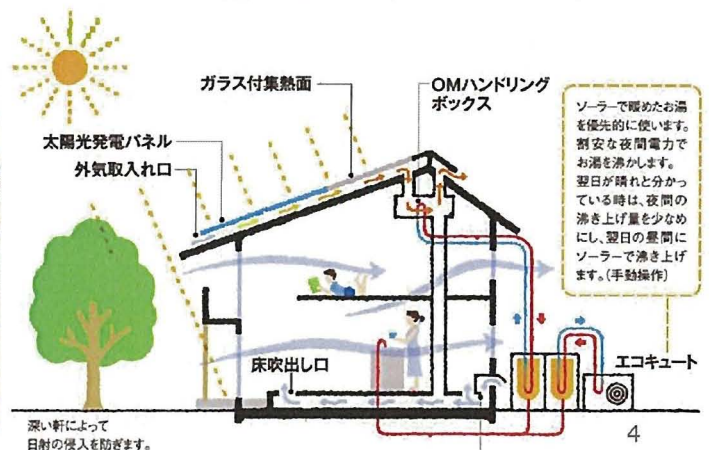 ガラス付集熱面
OMハンドリング
ボックス
太陽光発電パネル
外気取入れ口
ソーラーで暖めたお湯
を優先的に使います。
割安な夜間電力で
お湯を沸かします。
翌日が晴れと分かっ
ている時は、夜間の
沸き上げ量を少なめ
にし、翌日の昼間に
ソーラーで沸き上げ
ます。(手動操作)
エコキュート
床吹出し口
深い軒によって
日射の侵入を防ぎます。
4